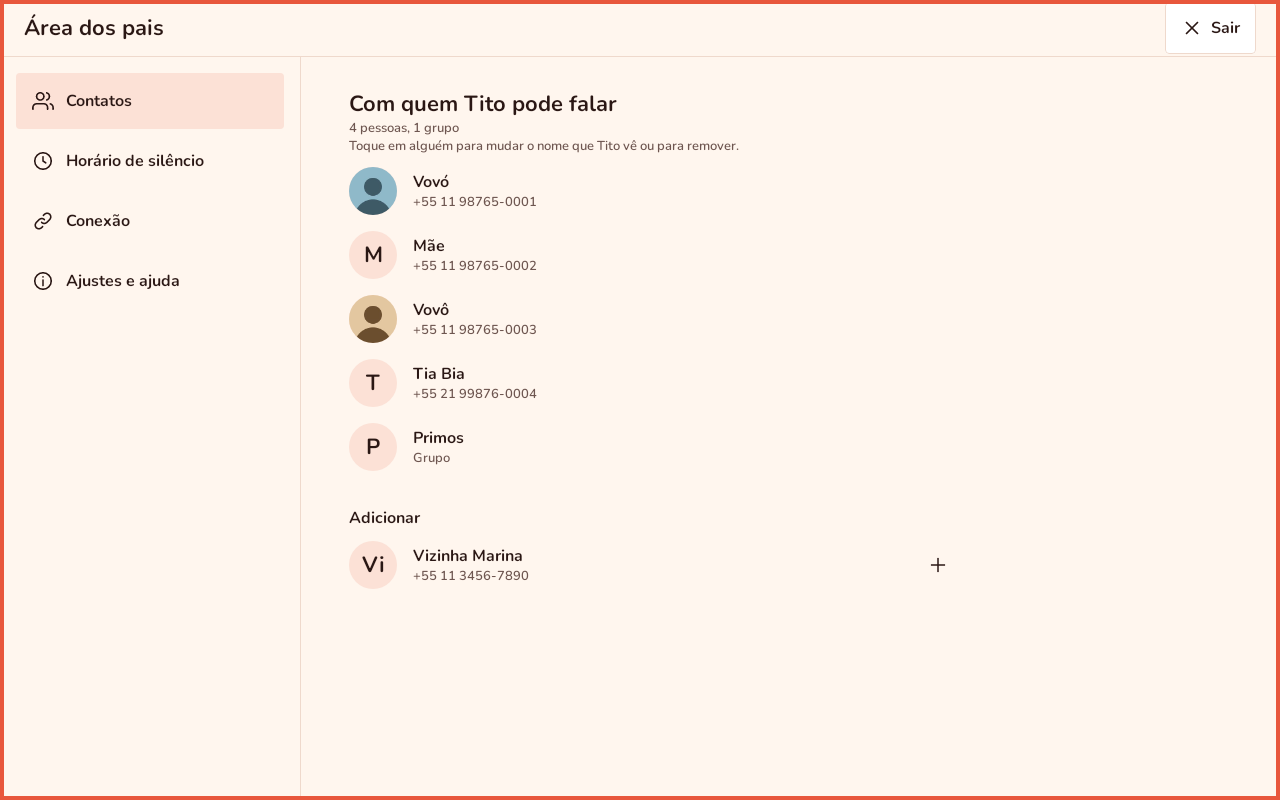 Área dos pais
Sair
Contatos
Horário de silêncio
Conexão
Ajustes e ajuda
Com quem Tito pode falar
4 pessoas, 1 grupo
Toque em alguém para mudar o nome que Tito vê ou para remover.
Vovó
+55 11 98765-0001
M
Mãe
+55 11 98765-0002
Vovô
+55 11 98765-0003
T
Tia Bia
+55 21 99876-0004
P
Primos
Grupo
Adicionar
Vi
Vizinha Marina
+55 11 3456-7890